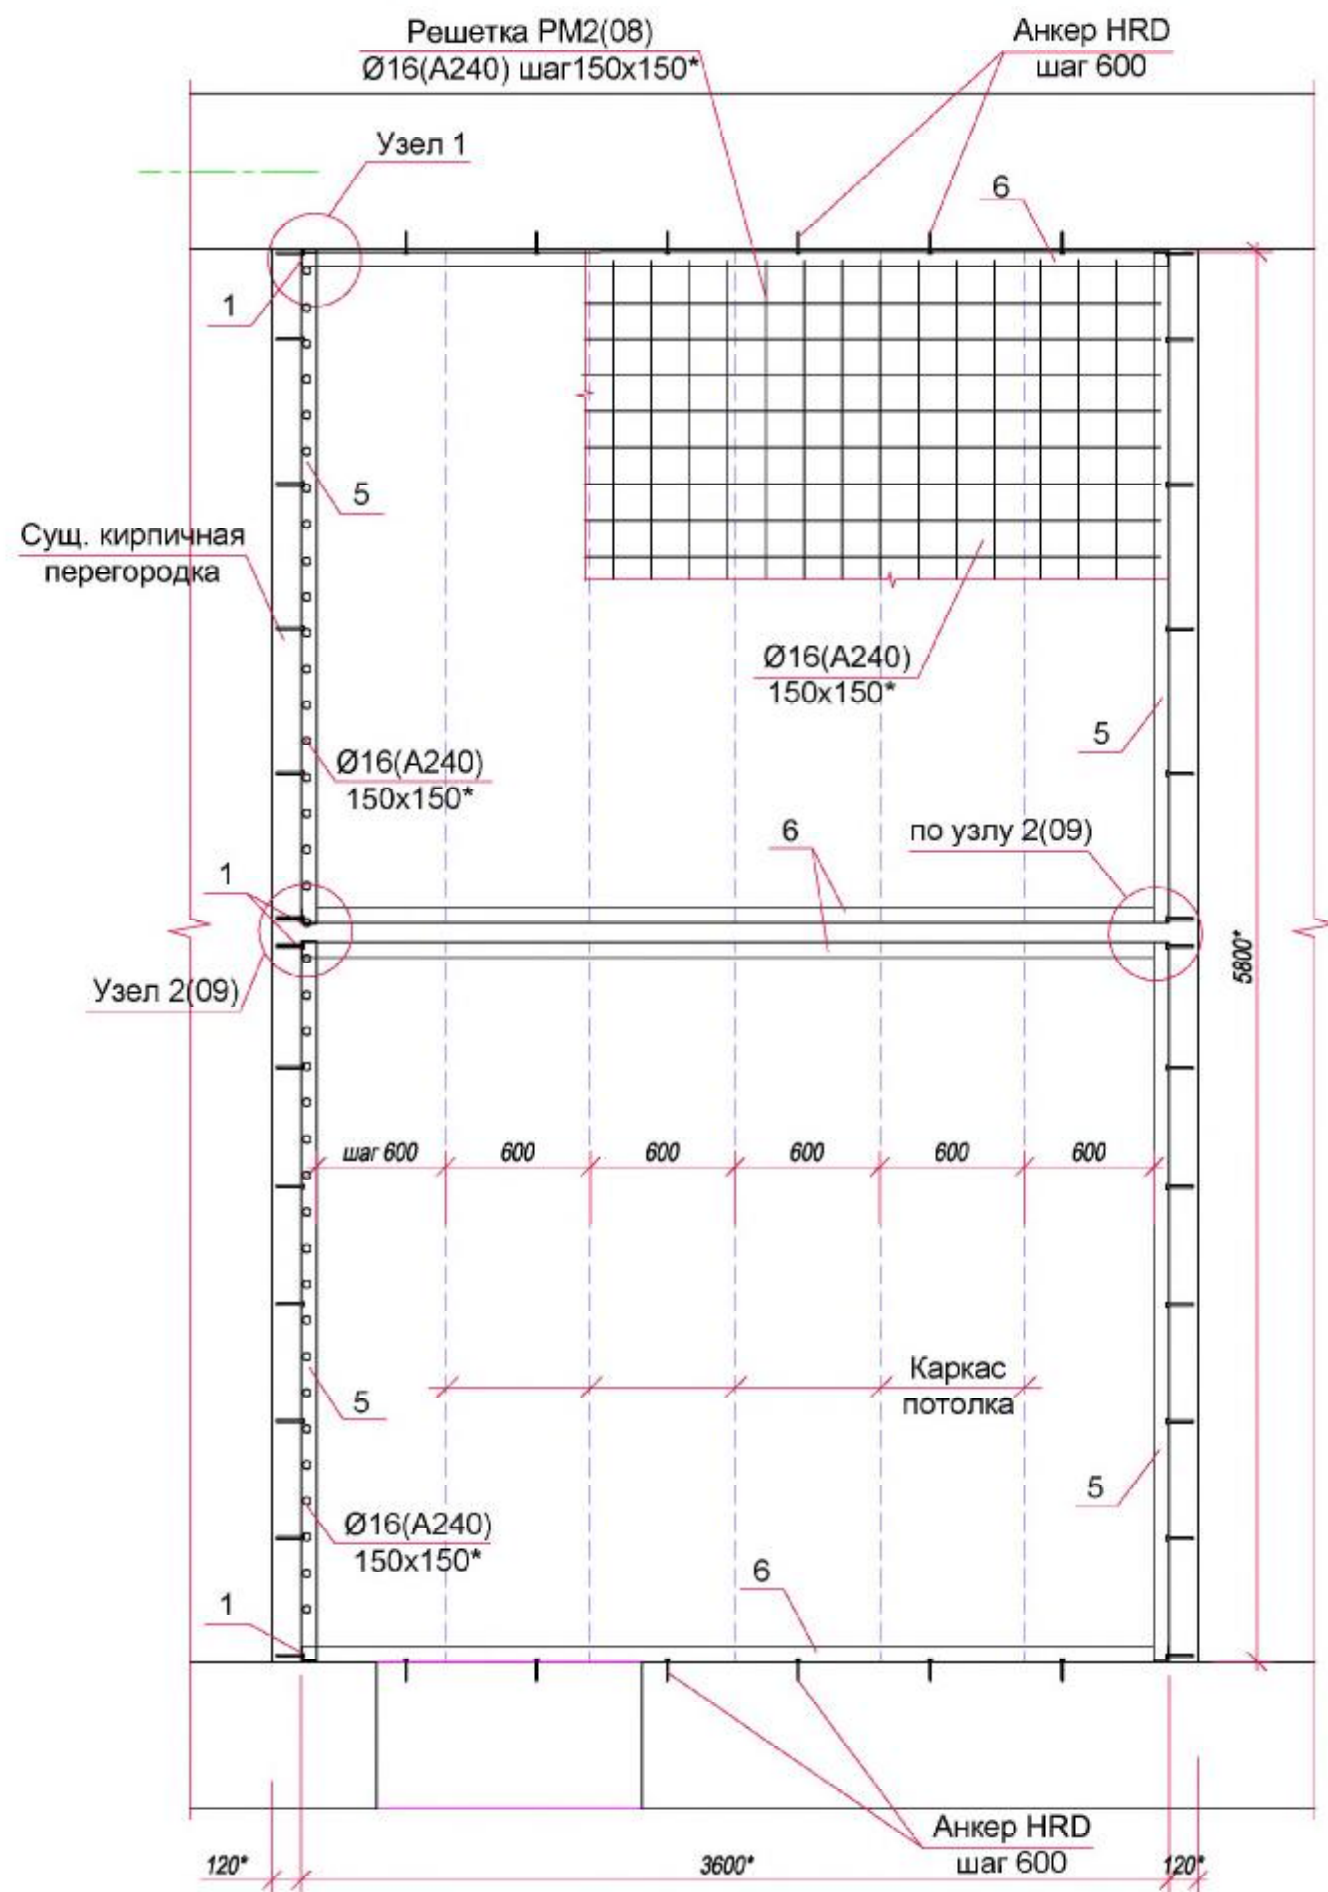 Решетка РМ2(08)
Ø16(А240) шаг150х150*
Анкер HRD
шаг 600
Узел 1
6
1
5
Сущ. кирпичная
перегородка
Ø16(А240)
150х150*
5
Ø16(А240)
150х150*
6
по узлу 2(09)
1
5800*
Узел 2(09)
шаг 600
600
600
600
600
600
Каркас
потолка
5
5
Ø16(А240)
150х150*
6
1
Анкер HRD
шаг 600
120*
3600*
120*